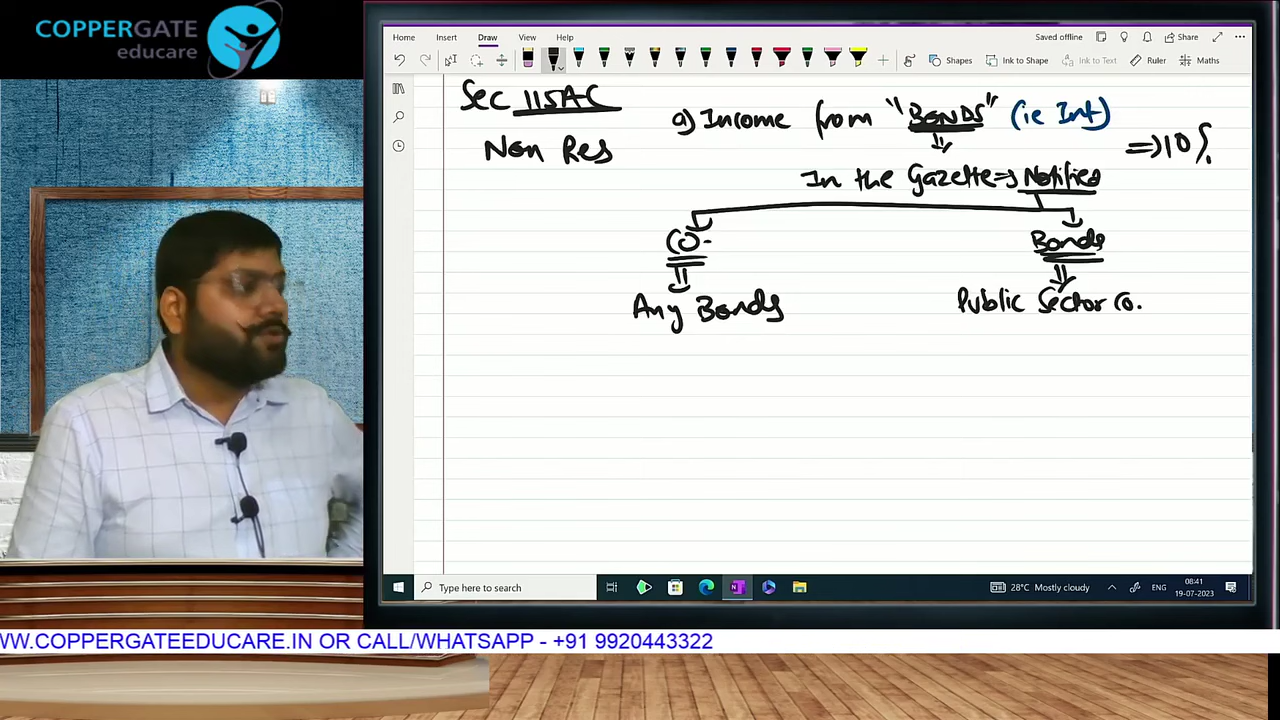 COPPERGATE
educare
Home Insert Draw View Help
Saved offline
Share
Shapes
Ink to Shape
Ink to Text
Ruler
Maths
Sec 115AC
Non Res
a) Income from "BONDS" (ie Int)
=> 10%
In the Gazette => Notified
Co.
Bonds
Any Bonds
Public Sector Co.
Type here to search
28°C Mostly cloudy
ENG
08:41
19-07-2023
WW.COPPERGATEEDUCARE.IN OR CALL/WHATSAPP - +91 9920443322